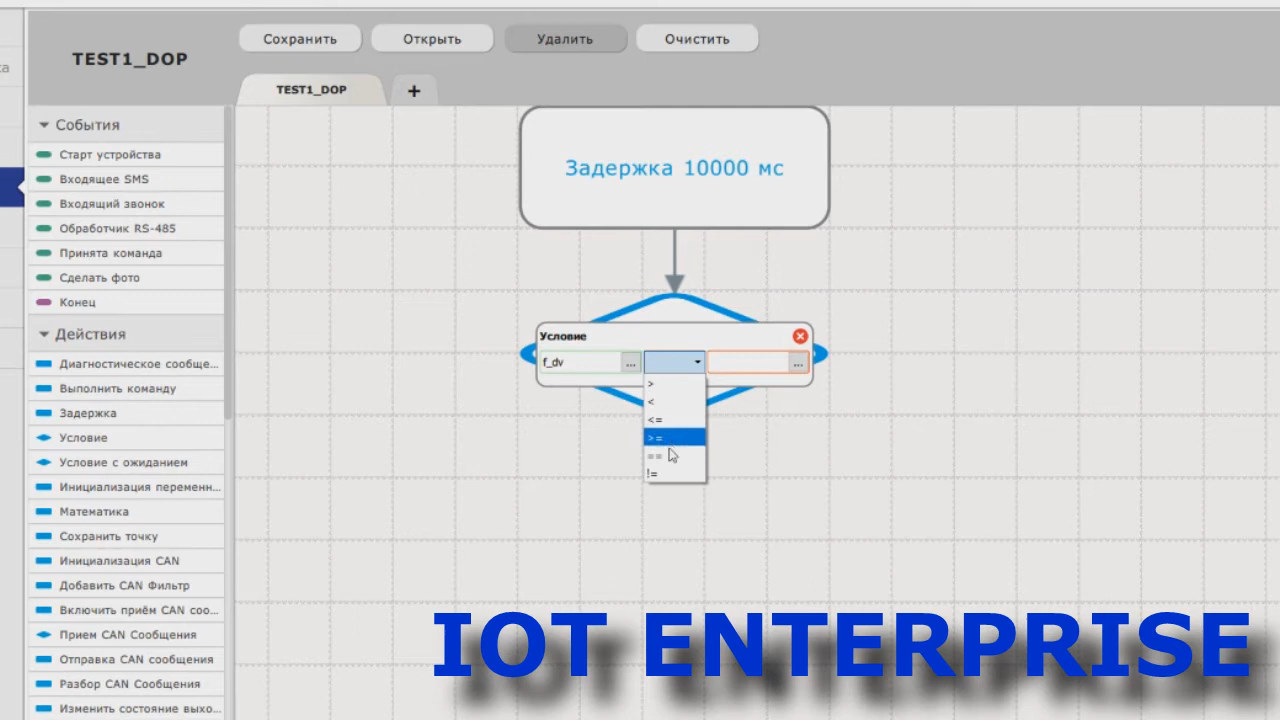 Сохранить
Открыть
Удалить
Очистить
TEST1_DOP
TEST1_DOP
+
События
Старт устройства
Входящее SMS
Входящий звонок
Обработчик RS-485
Принята команда
Сделать фото
Конец
Действия
Диагностическое сообще...
Выполнить команду
Задержка
Условие
Условие с ожиданием
Инициализация переменн...
Математика
Сохранить точку
Инициализация CAN
Добавить CAN Фильтр
Включить приём CAN соо...
Прием CAN Сообщения
Отправка CAN сообщения
Разбор CAN Сообщения
Изменить состояние выхо...
Задержка 10000 мс
Условие
f_dv ... ...
>
<
<=
>=
==
!=
IOT ENTERPRISE